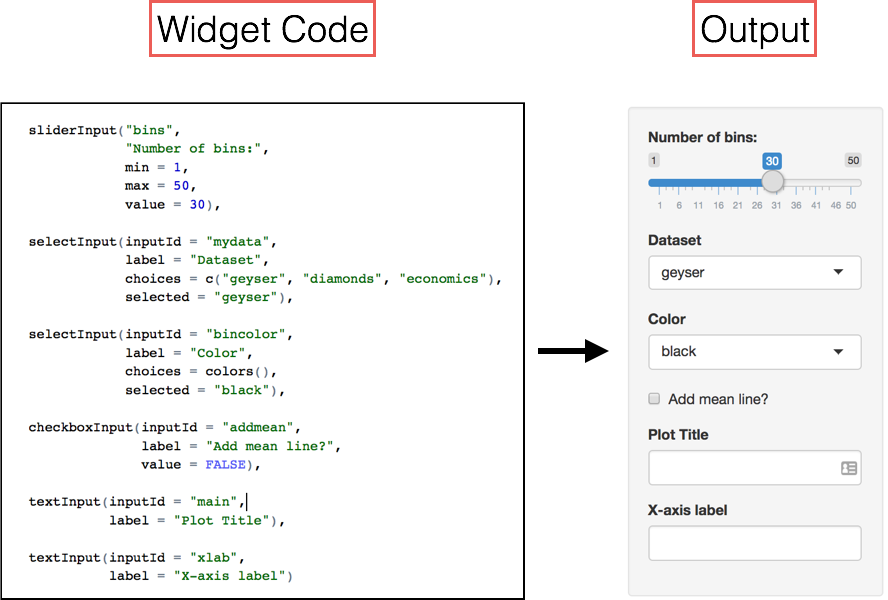 Widget Code
Output
sliderInput("bins",
"Number of bins:",
min = 1,
max = 50,
value = 30),
selectInput(inputId = "mydata",
label = "Dataset",
choices = c("geyser", "diamonds", "economics"),
selected = "geyser"),
selectInput(inputId = "bincolor",
label = "Color",
choices = colors(),
selected = "black"),
checkboxInput(inputId = "addmean",
label = "Add mean line?",
value = FALSE),
textInput(inputId = "main",
label = "Plot Title"),
textInput(inputId = "xlab",
label = "X-axis label")
Number of bins:
1 30 50
1 6 11 16 21 26 31 36 41 46 50
Dataset
geyser
Color
black
Add mean line?
Plot Title
X-axis label